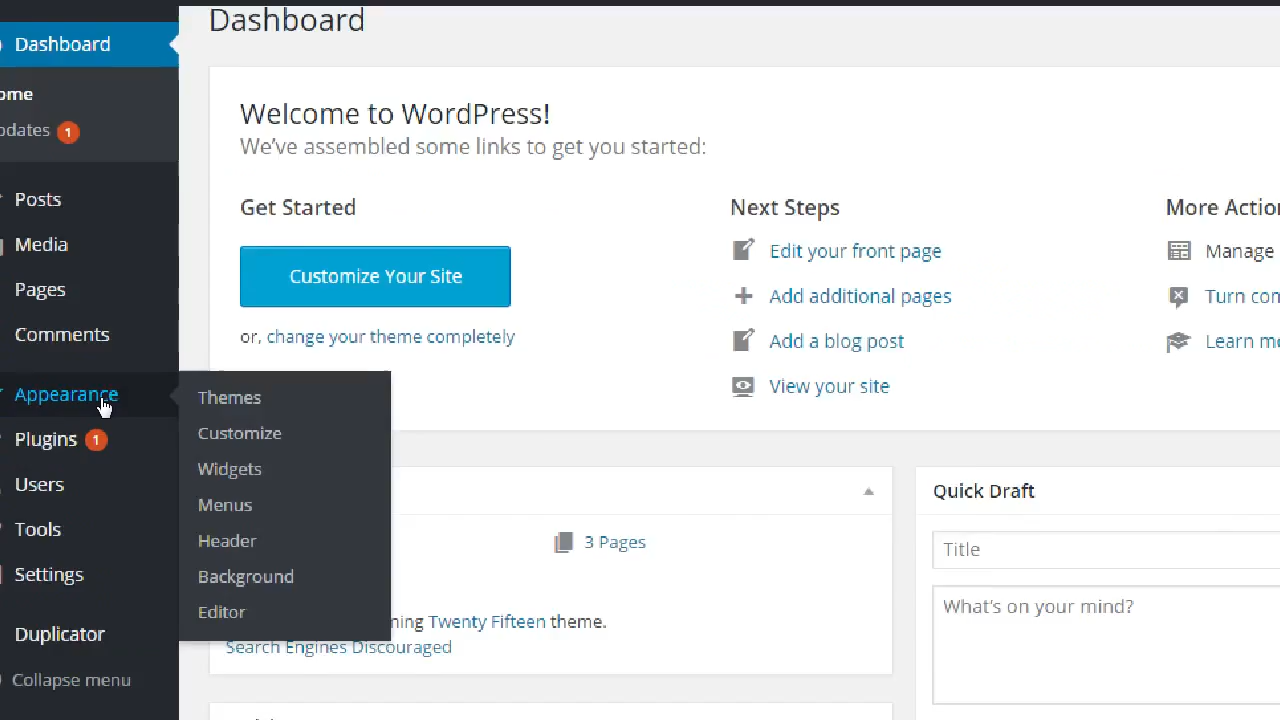 Dashboard
Dashboard
ome
pdates 1
Posts
Media
Pages
Comments
Appearance
Plugins 1
Users
Tools
Settings
Duplicator
Collapse menu
Themes
Customize
Widgets
Menus
Header
Background
Editor
Welcome to WordPress!
We've assembled some links to get you started:
Get Started
Customize Your Site
or, change your theme completely
Next Steps
Edit your front page
Add additional pages
Add a blog post
View your site
More Actio
Manage
Turn co
Learn m
3 Pages
ning Twenty Fifteen theme.
Search Engines Discouraged
Quick Draft
Title
What's on your mind?